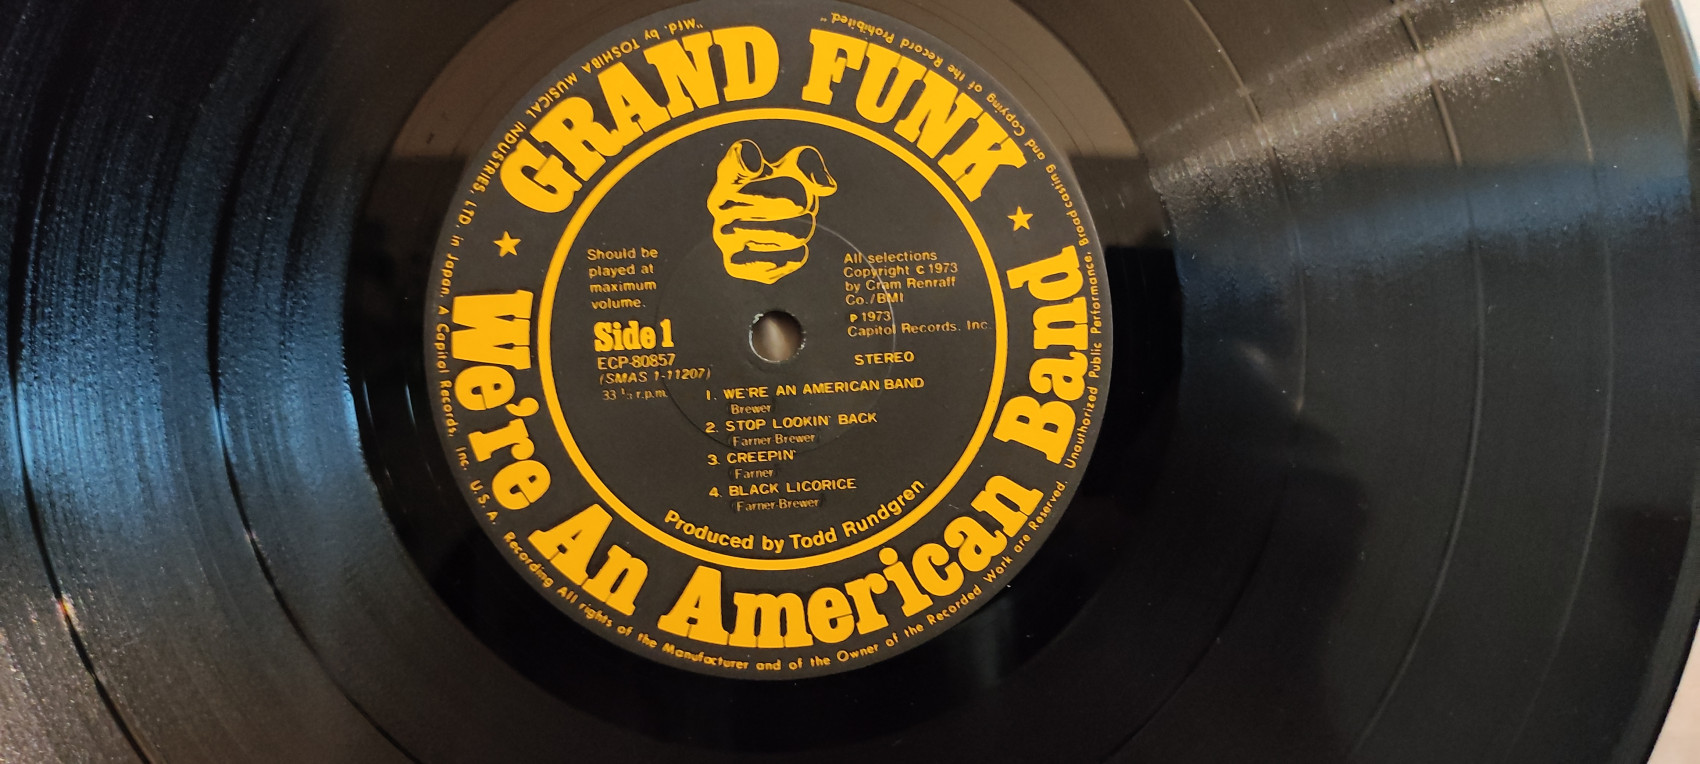 GRAND FUNK
We're An American Band
"Mfd. by TOSHIBA MUSICAL INDUSTRIES, LTD. in Japan. A Capitol Records, Inc. U.S.A. Recording All rights of the Manufacturer and of the Owner of the Recorded Work are Reserved. Unauthorized Public Performance, Broadcasting and Copying of the Record Prohibited."
Should be
played at
maximum
volume.
Side 1
ECP-80857
(SMAS 1-11207)
33 ⅓ r.p.m.
All selections
Copyright c 1973
by Cram Renraff
Co./BMI
P 1973
Capitol Records, Inc.
STEREO
1. WE'RE AN AMERICAN BAND
Brewer
2. STOP LOOKIN' BACK
(Farner-Brewer)
3. CREEPIN'
(Farner)
4. BLACK LICORICE
(Farner-Brewer)
Produced by Todd Rundgren